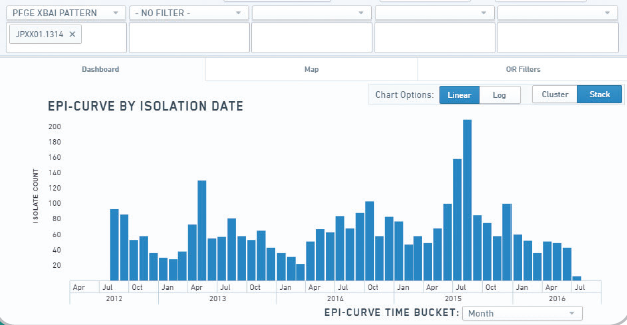 PFGE XBAI PATTERN - NO FILTER -
JPXX01.1314 ×
Dashboard Map OR Filters
Chart Options: Linear Log Cluster Stack
EPI-CURVE BY ISOLATION DATE
200
180
160
140
120
100
80
60
40
20
ISOLATE COUNT
Apr Jul Oct Jan Apr Jul Oct Jan Apr Jul Oct Jan Apr Jul Oct Jan Apr Jul
2012 2013 2014 2015 2016
EPI-CURVE TIME BUCKET: Month